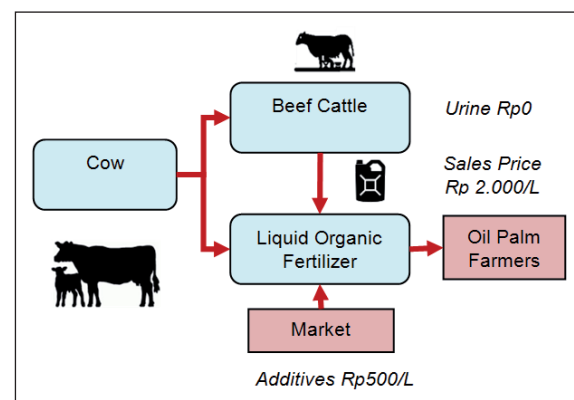 Beef Cattle
Urine Rp0
Cow
Sales Price
Rp 2.000/L
Liquid Organic
Fertilizer
Oil Palm
Farmers
Market
Additives Rp500/L